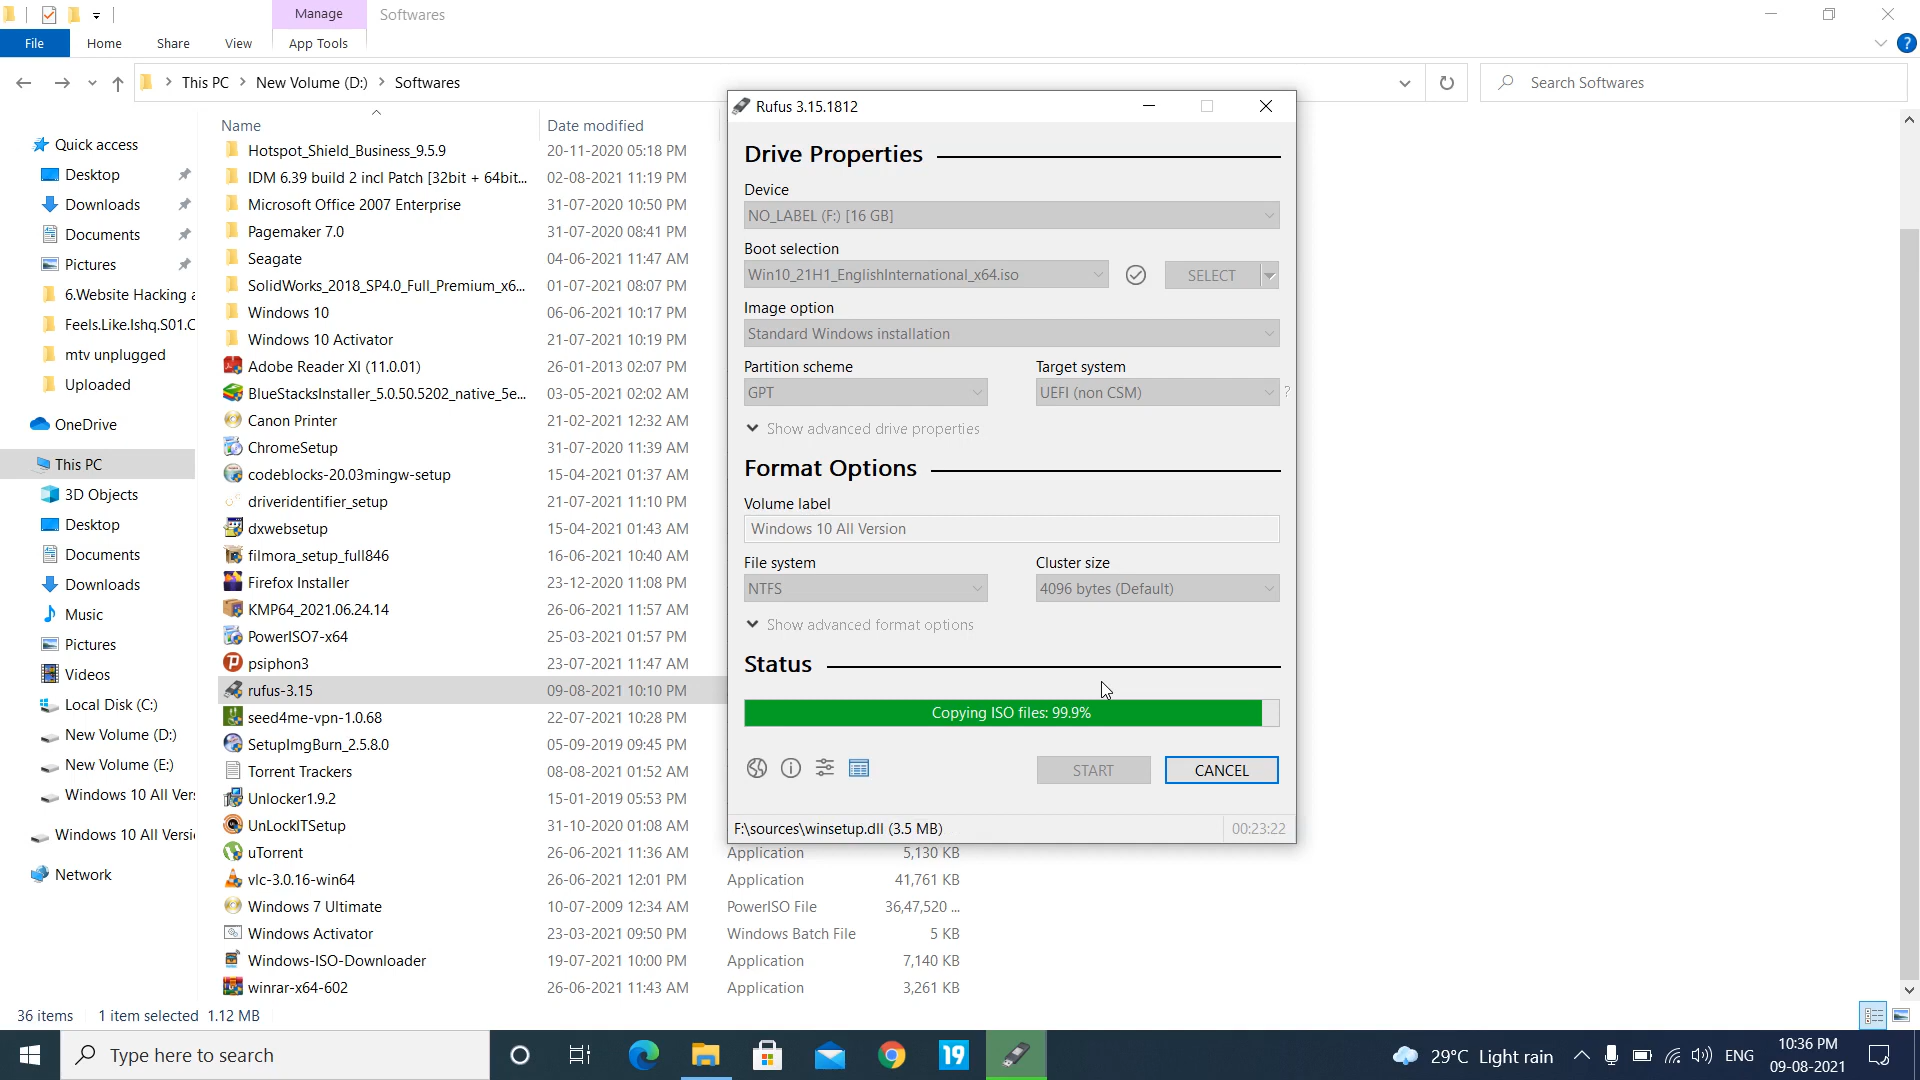 Manage
Softwares
File
Home
Share
View
App Tools
This PC
New Volume (D:)
Softwares
Search Softwares
Name
Date modified
Quick access
Desktop
Downloads
Documents
Pictures
6.Website Hacking a
Feels.Like.Ishq.S01.C
mtv unplugged
Uploaded
OneDrive
This PC
3D Objects
Desktop
Documents
Downloads
Music
Pictures
Videos
Local Disk (C:)
New Volume (D:)
New Volume (E:)
Windows 10 All Vers
Windows 10 All Versi
Network
Hotspot_Shield_Business_9.5.9 20-11-2020 05:18 PM
IDM 6.39 build 2 incl Patch [32bit + 64bit... 02-08-2021 11:19 PM
Microsoft Office 2007 Enterprise 31-07-2020 10:50 PM
Pagemaker 7.0 31-07-2020 08:41 PM
Seagate 04-06-2021 11:47 AM
SolidWorks_2018_SP4.0_Full_Premium_x6... 01-07-2021 08:07 PM
Windows 10 06-06-2021 10:17 PM
Windows 10 Activator 21-07-2021 10:19 PM
Adobe Reader XI (11.0.01) 26-01-2013 02:07 PM
BlueStacksInstaller_5.0.50.5202_native_5e... 03-05-2021 02:02 AM
Canon Printer 21-02-2021 12:32 AM
ChromeSetup 31-07-2020 11:39 AM
codeblocks-20.03mingw-setup 15-04-2021 01:37 AM
driveridentifier_setup 21-07-2021 11:10 PM
dxwebsetup 15-04-2021 01:43 AM
filmora_setup_full846 16-06-2021 10:40 AM
Firefox Installer 23-12-2020 11:08 PM
KMP64_2021.06.24.14 26-06-2021 11:57 AM
PowerISO7-x64 25-03-2021 01:57 PM
psiphon3 23-07-2021 11:47 AM
rufus-3.15 09-08-2021 10:10 PM
seed4me-vpn-1.0.68 22-07-2021 10:28 PM
SetupImgBurn_2.5.8.0 05-09-2019 09:45 PM
Torrent Trackers 08-08-2021 01:52 AM
Unlocker1.9.2 15-01-2019 05:53 PM
UnLockITSetup 31-10-2020 01:08 AM
uTorrent 26-06-2021 11:36 AM Application 5,130 KB
vlc-3.0.16-win64 26-06-2021 12:01 PM Application 41,761 KB
Windows 7 Ultimate 10-07-2009 12:34 AM PowerISO File 36,47,520 ...
Windows Activator 23-03-2021 09:50 PM Windows Batch File 5 KB
Windows-ISO-Downloader 19-07-2021 10:00 PM Application 7,140 KB
winrar-x64-602 26-06-2021 11:43 AM Application 3,261 KB
Rufus 3.15.1812
Drive Properties
Device
NO_LABEL (F:) [16 GB]
Boot selection
Win10_21H1_EnglishInternational_x64.iso
SELECT
Image option
Standard Windows installation
Partition scheme
Target system
GPT
UEFI (non CSM)
?
Show advanced drive properties
Format Options
Volume label
Windows 10 All Version
File system
Cluster size
NTFS
4096 bytes (Default)
Show advanced format options
Status
Copying ISO files: 99.9%
START
CANCEL
F:\sources\winsetup.dll (3.5 MB)
00:23:22
36 items
1 item selected 1.12 MB
Type here to search
19
29°C Light rain
ENG
10:36 PM
09-08-2021